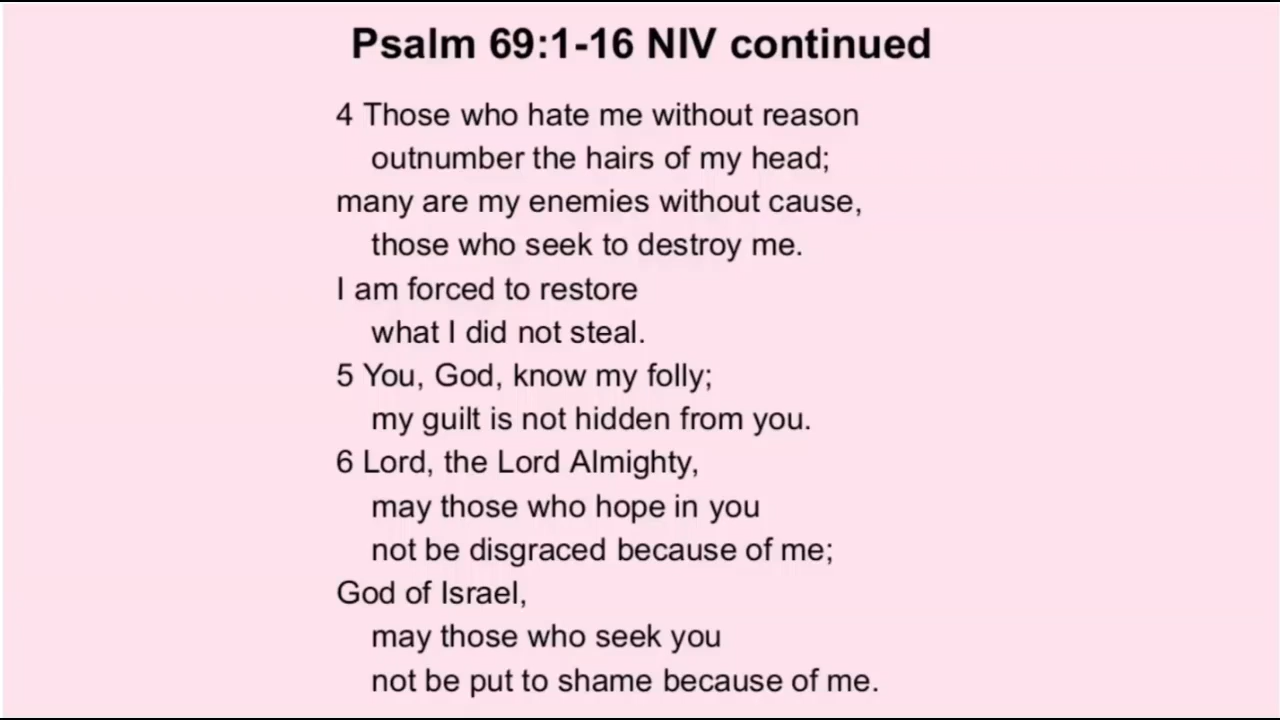 Psalm 69:1-16 NIV continued
4 Those who hate me without reason
outnumber the hairs of my head;
many are my enemies without cause,
those who seek to destroy me.
I am forced to restore
what I did not steal.
5 You, God, know my folly;
my guilt is not hidden from you.
6 Lord, the Lord Almighty,
may those who hope in you
not be disgraced because of me;
God of Israel,
may those who seek you
not be put to shame because of me.